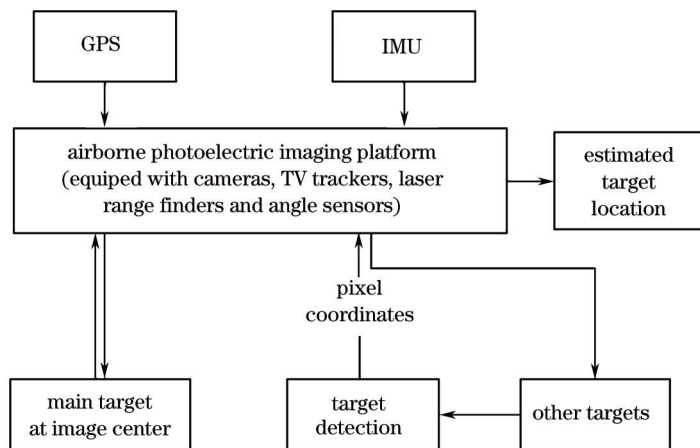 GPS
IMU
airborne photoelectric imaging platform
(equiped with cameras, TV trackers, laser
range finders and angle sensors)
estimated
target
location
pixel
coordinates
main target
at image center
target
detection
other targets